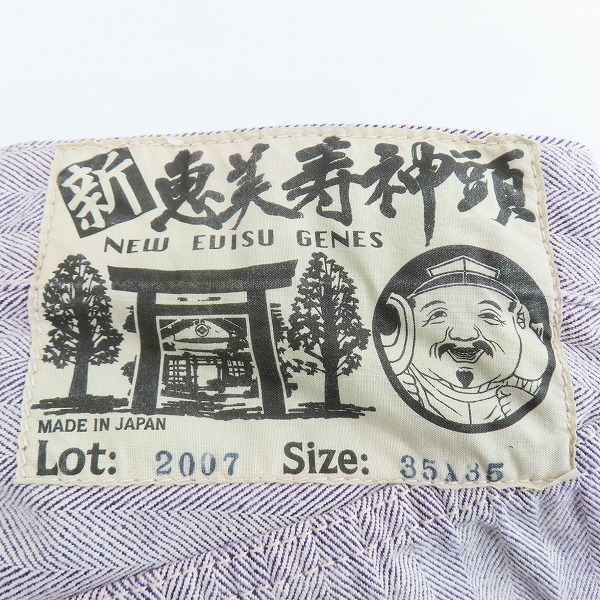 新 恵美寿神頭
NEW EVISU GENES
MADE IN JAPAN
Lot: 2007 Size: 35X35